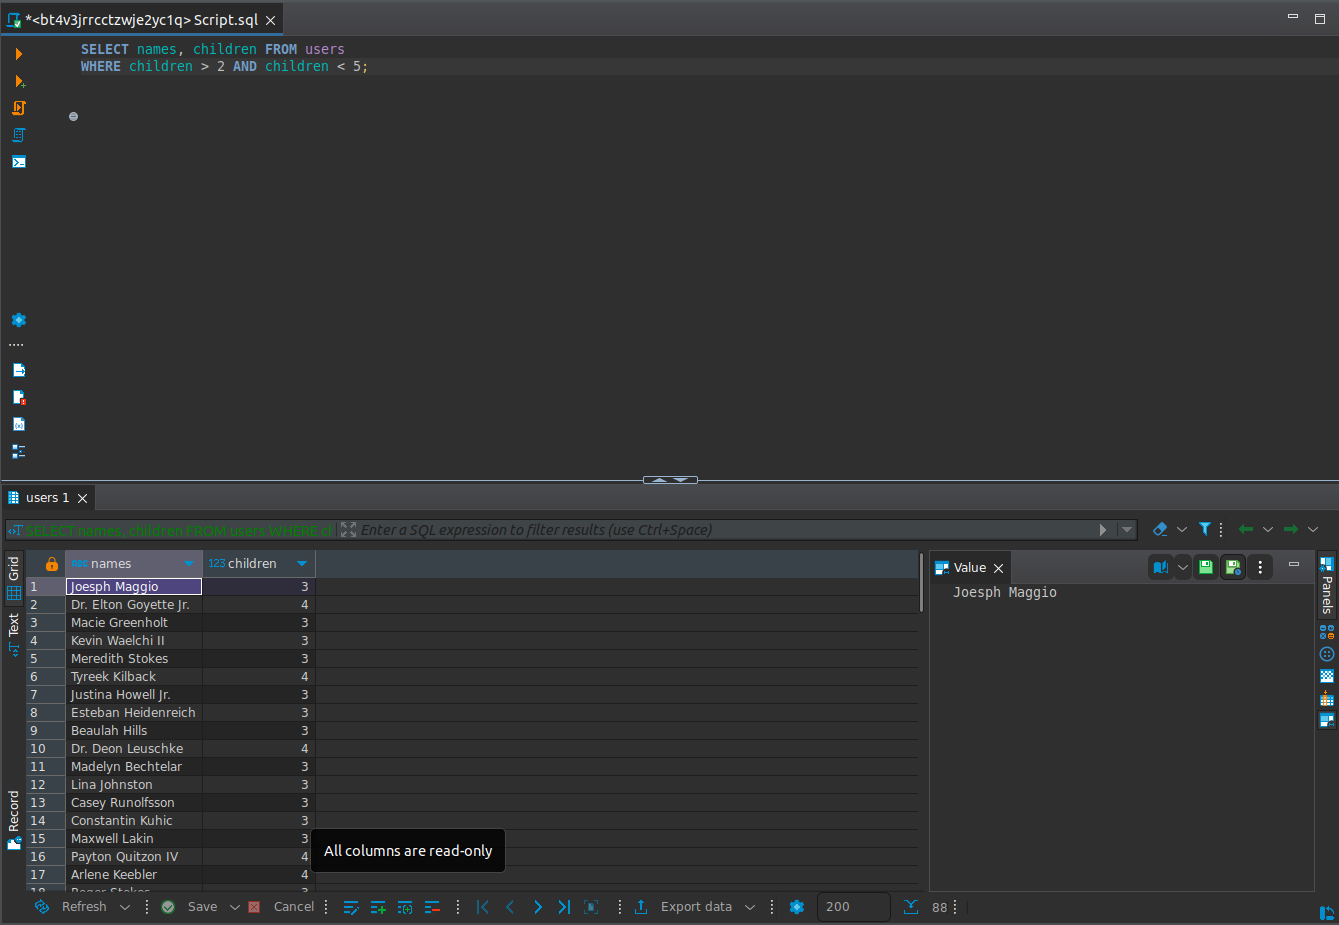 *<bt4v3jrrcctzwje2yc1q> Script.sql
SELECT names, children FROM users
WHERE children > 2 AND children < 5;
users 1
SELECT names, children FROM users WHERE cl
Enter a SQL expression to filter results (use Ctrl+Space)
Grid
Text
Record
ABC names
123 children
1 Joesph Maggio 3
2 Dr. Elton Goyette Jr. 4
3 Macie Greenholt 3
4 Kevin Waelchi II 3
5 Meredith Stokes 3
6 Tyreek Kilback 4
7 Justina Howell Jr. 3
8 Esteban Heidenreich 3
9 Beaulah Hills 3
10 Dr. Deon Leuschke 4
11 Madelyn Bechtelar 3
12 Lina Johnston 3
13 Casey Runolfsson 3
14 Constantin Kuhic 3
15 Maxwell Lakin 3
16 Payton Quitzon IV 4
17 Arlene Keebler 4
18 Roger Stokes 3
All columns are read-only
Value
Joesph Maggio
Panels
Refresh
Save
Cancel
Export data
200
88